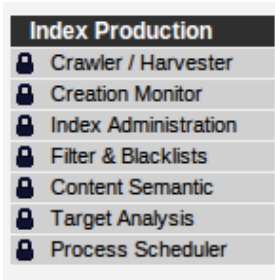 Index Production
Crawler / Harvester
Creation Monitor
Index Administration
Filter & Blacklists
Content Semantic
Target Analysis
Process Scheduler